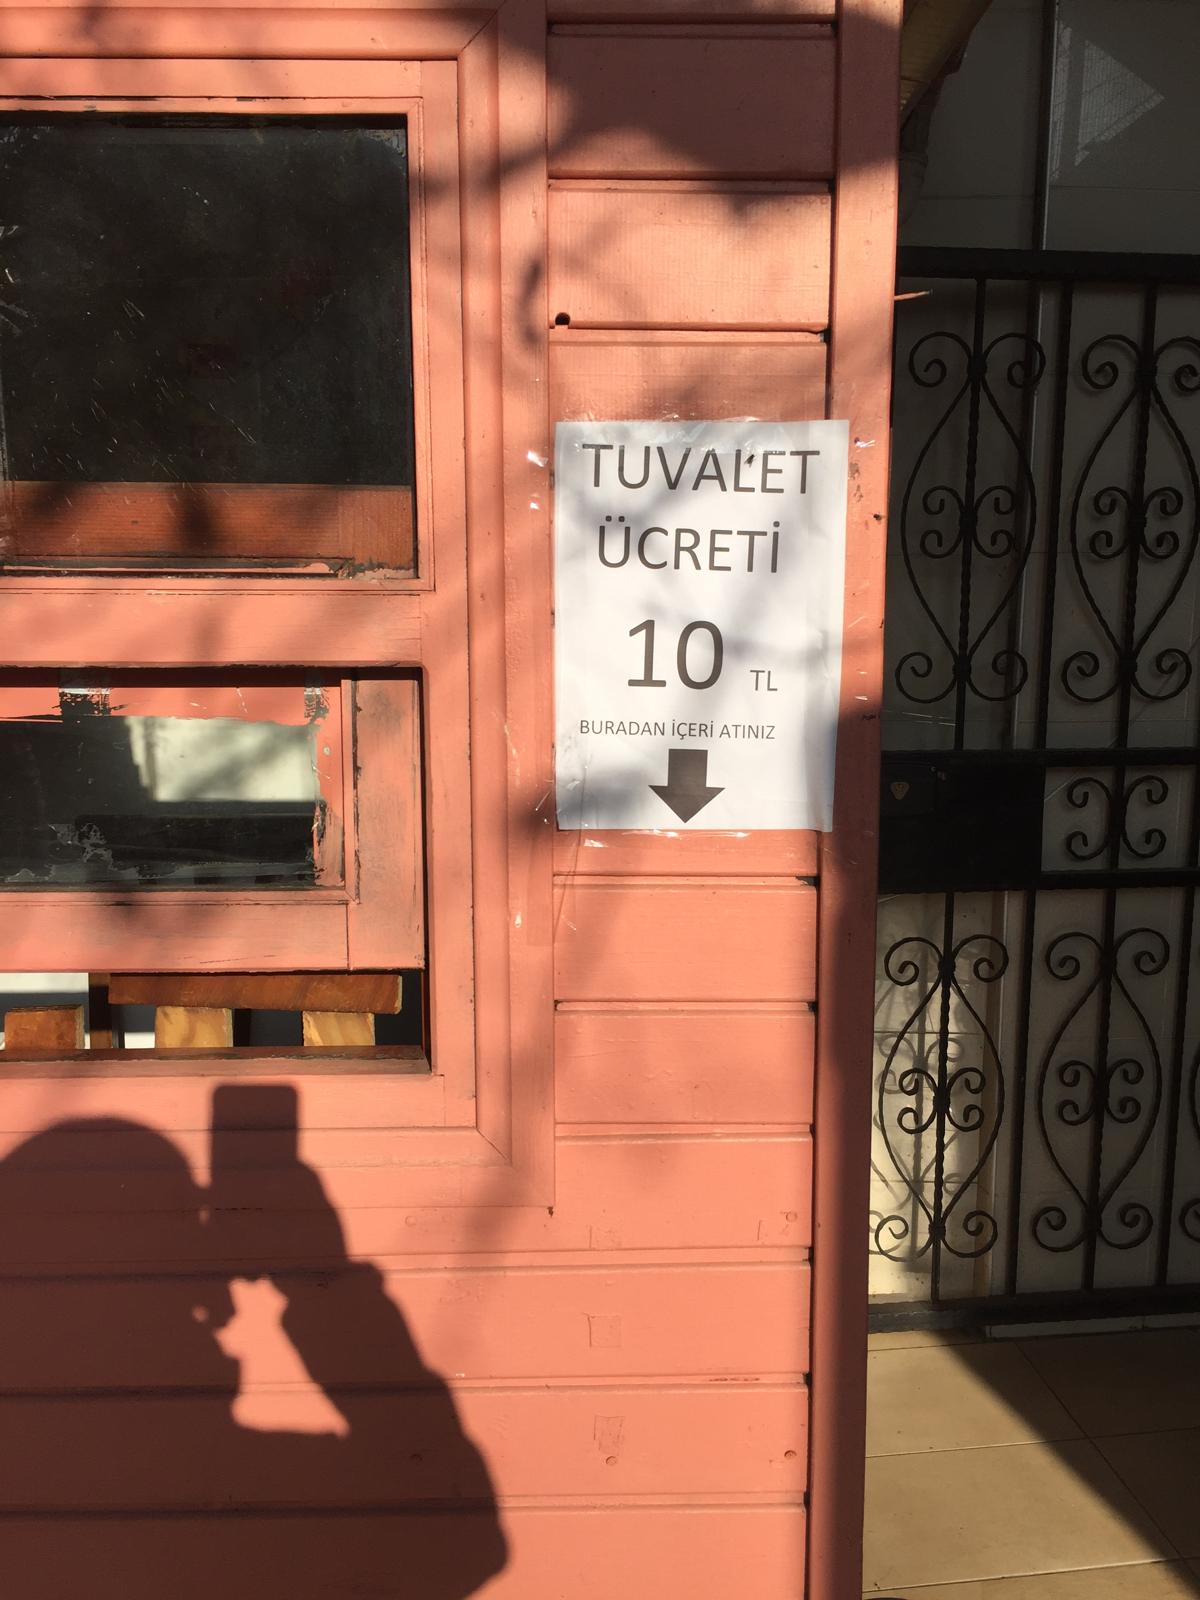 TUVALET
ÜCRETİ
10 TL
BURADAN İÇERİ ATINIZ